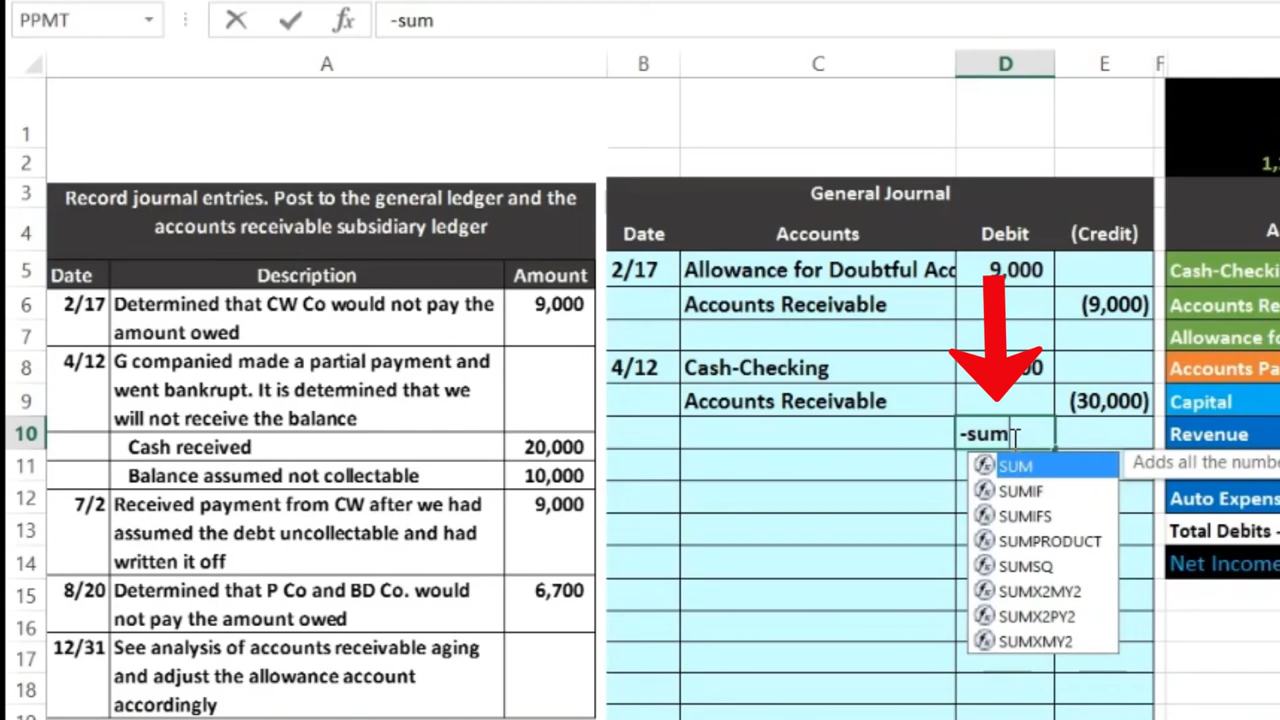 PPMT
fx
-sum
A B C D E F
1
2
1,
3 Record journal entries. Post to the general ledger and the General Journal
4 accounts receivable subsidiary ledger Date Accounts Debit (Credit) A
5 Date Description Amount 2/17 Allowance for Doubtful Acc 9,000 Cash-Checki
6 2/17 Determined that CW Co would not pay the 9,000 Accounts Receivable (9,000) Accounts Re
7 amount owed Allowance fo
8 4/12 G companied made a partial payment and 4/12 Cash-Checking Accounts Pa
9 went bankrupt. It is determined that we Accounts Receivable (30,000) Capital
will not receive the balance
10 -sum Revenue
Cash received 20,000
11 Balance assumed not collectable 10,000 SUM Adds all the numbe
12 7/2 Received payment from CW after we had 9,000 SUMIF Auto Expens
13 assumed the debt uncollectable and had SUMIFS Total Debits -
SUMPRODUCT
14 written it off SUMSQ Net Income
15 8/20 Determined that P Co and BD Co. would 6,700 SUMX2MY2
16 not pay the amount owed SUMX2PY2
17 12/31 See analysis of accounts receivable aging SUMXMY2
18 and adjust the allowance account
accordingly